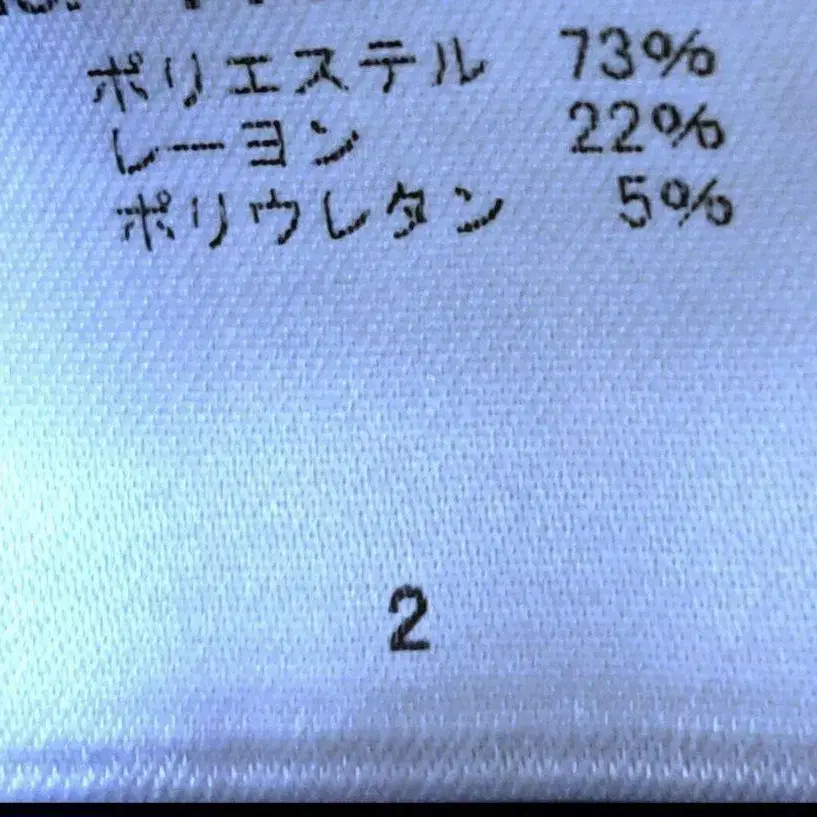 ポリエステル 73%
レーヨン 22%
ポリウレタン 5%
2